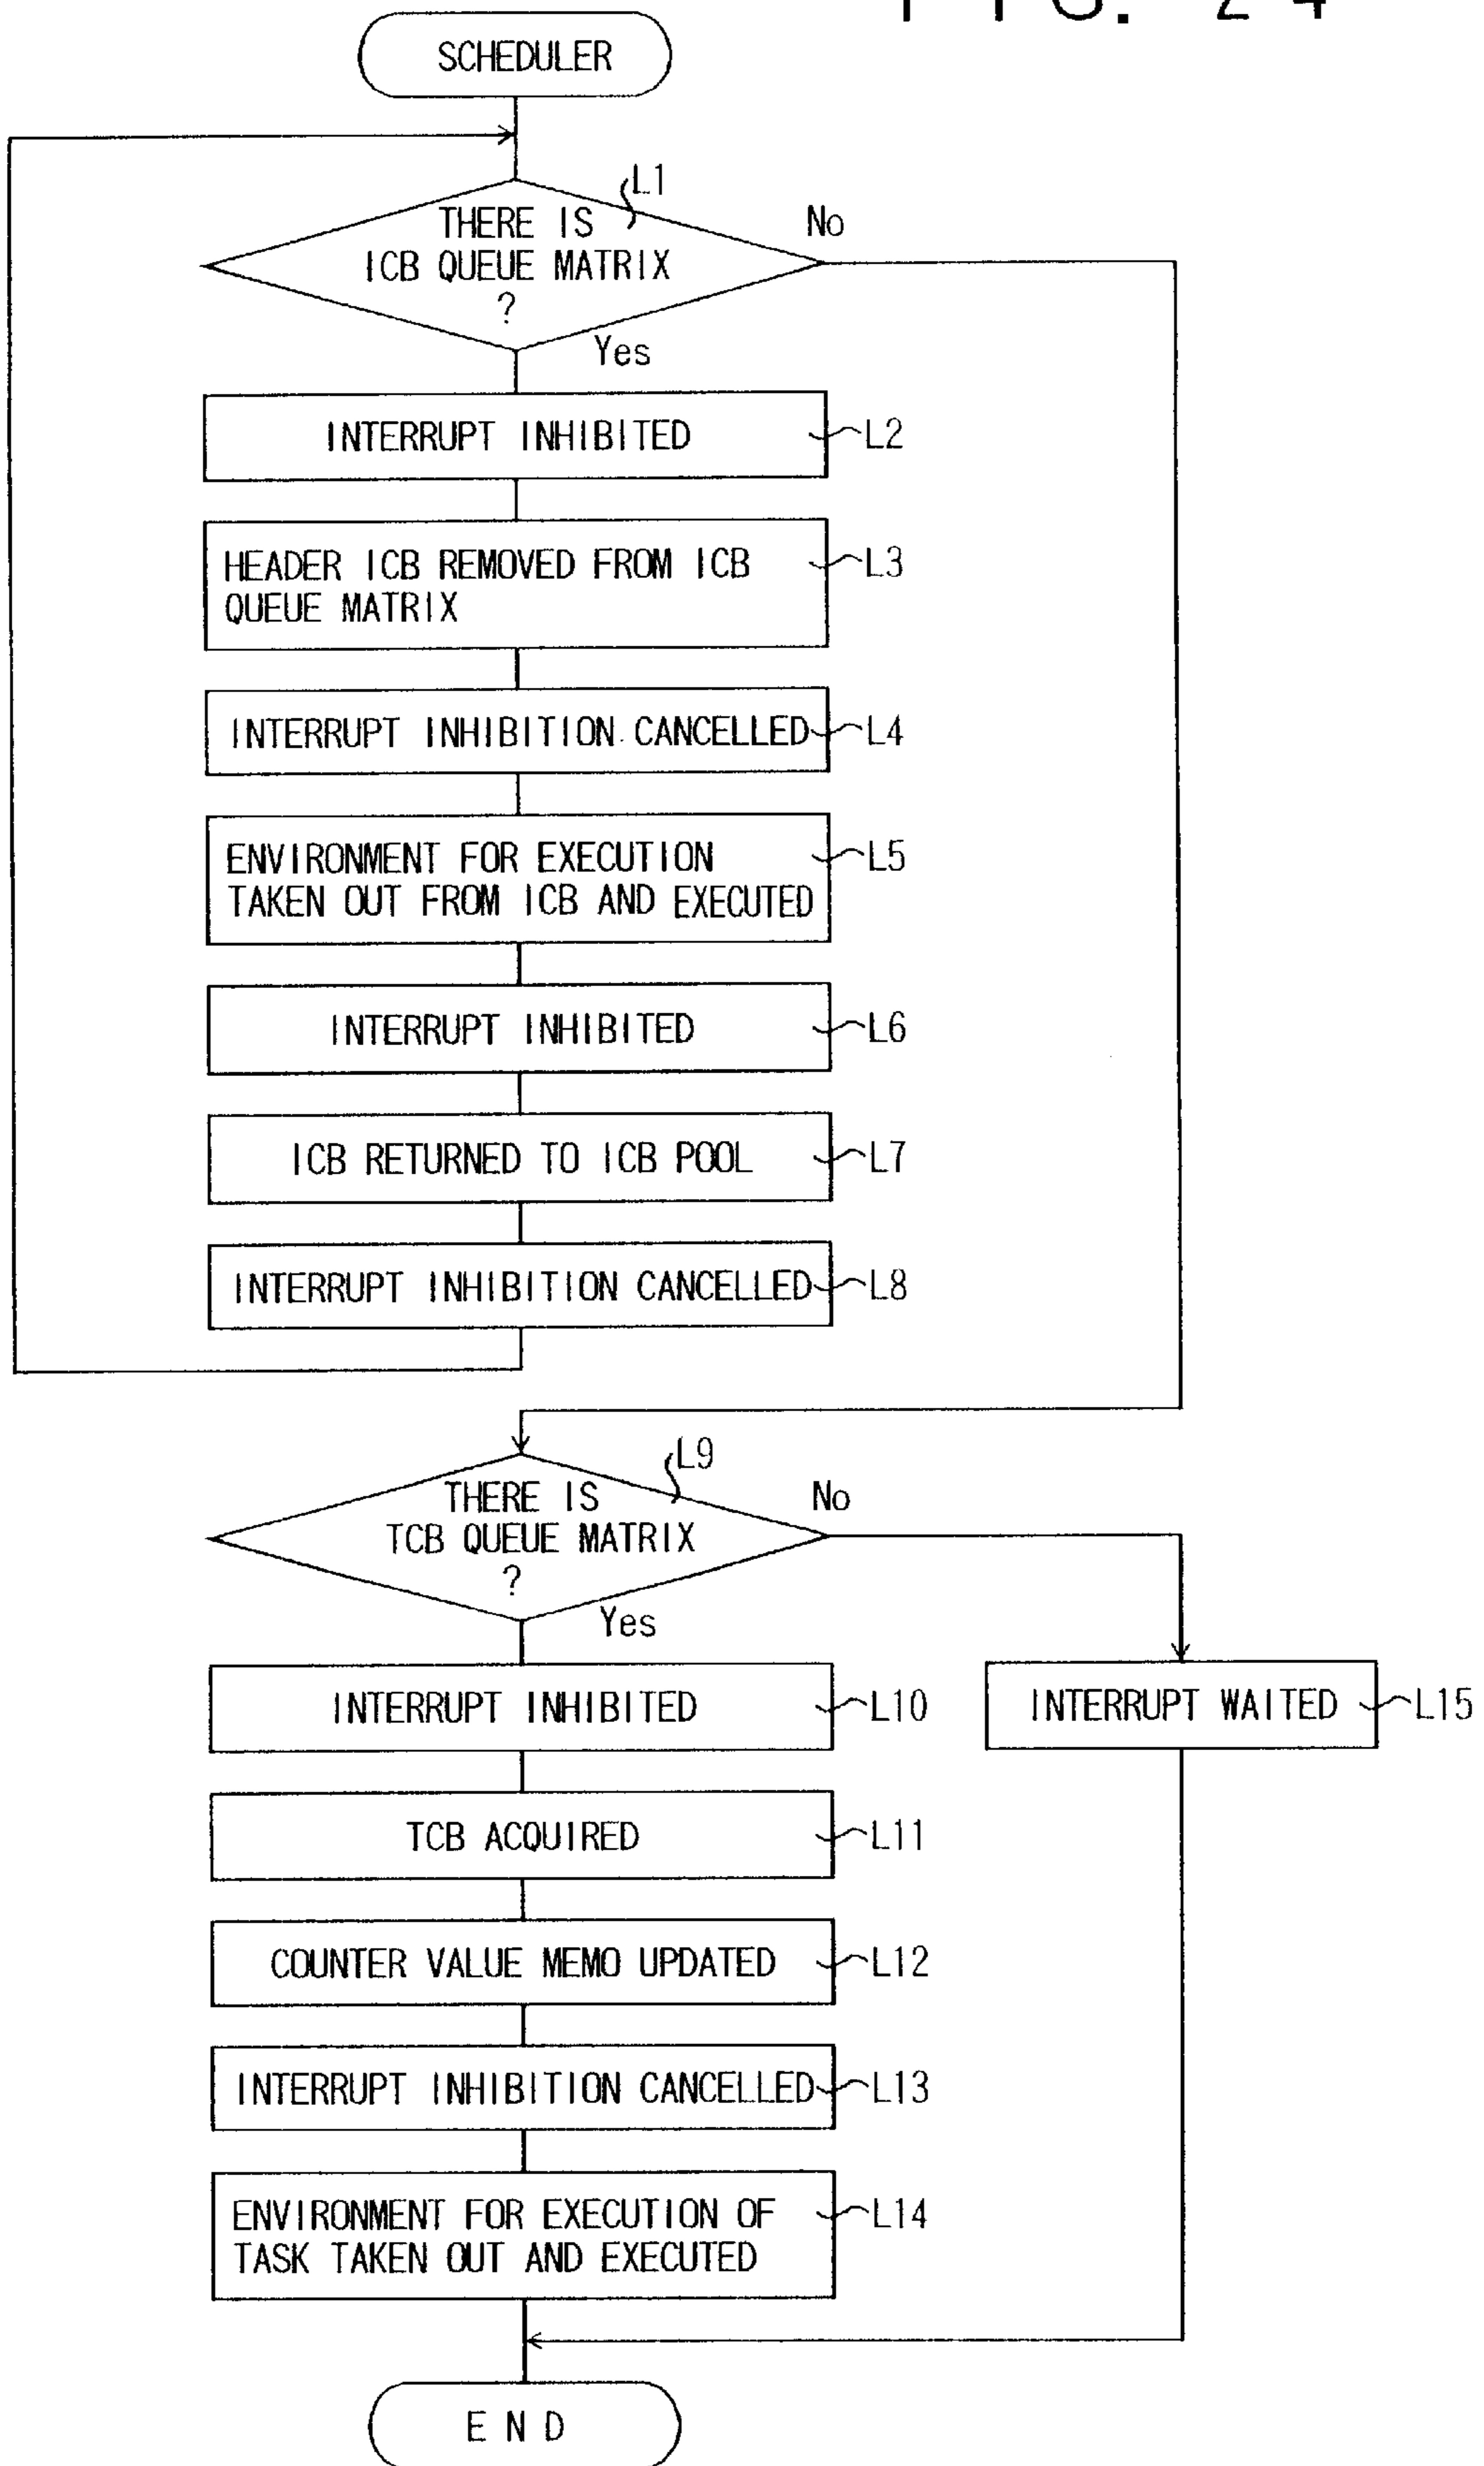 FIG. 24
SCHEDULER
L1
THERE IS
ICB QUEUE MATRIX
?
No
Yes
INTERRUPT INHIBITED
L2
HEADER ICB REMOVED FROM ICB
QUEUE MATRIX
L3
INTERRUPT INHIBITION CANCELLED
L4
ENVIRONMENT FOR EXECUTION
TAKEN OUT FROM ICB AND EXECUTED
L5
INTERRUPT INHIBITED
L6
ICB RETURNED TO ICB POOL
L7
INTERRUPT INHIBITION CANCELLED
L8
L9
THERE IS
TCB QUEUE MATRIX
?
No
Yes
INTERRUPT INHIBITED
L10
INTERRUPT WAITED
L15
TCB ACQUIRED
L11
COUNTER VALUE MEMO UPDATED
L12
INTERRUPT INHIBITION CANCELLED
L13
ENVIRONMENT FOR EXECUTION OF
TASK TAKEN OUT AND EXECUTED
L14
END